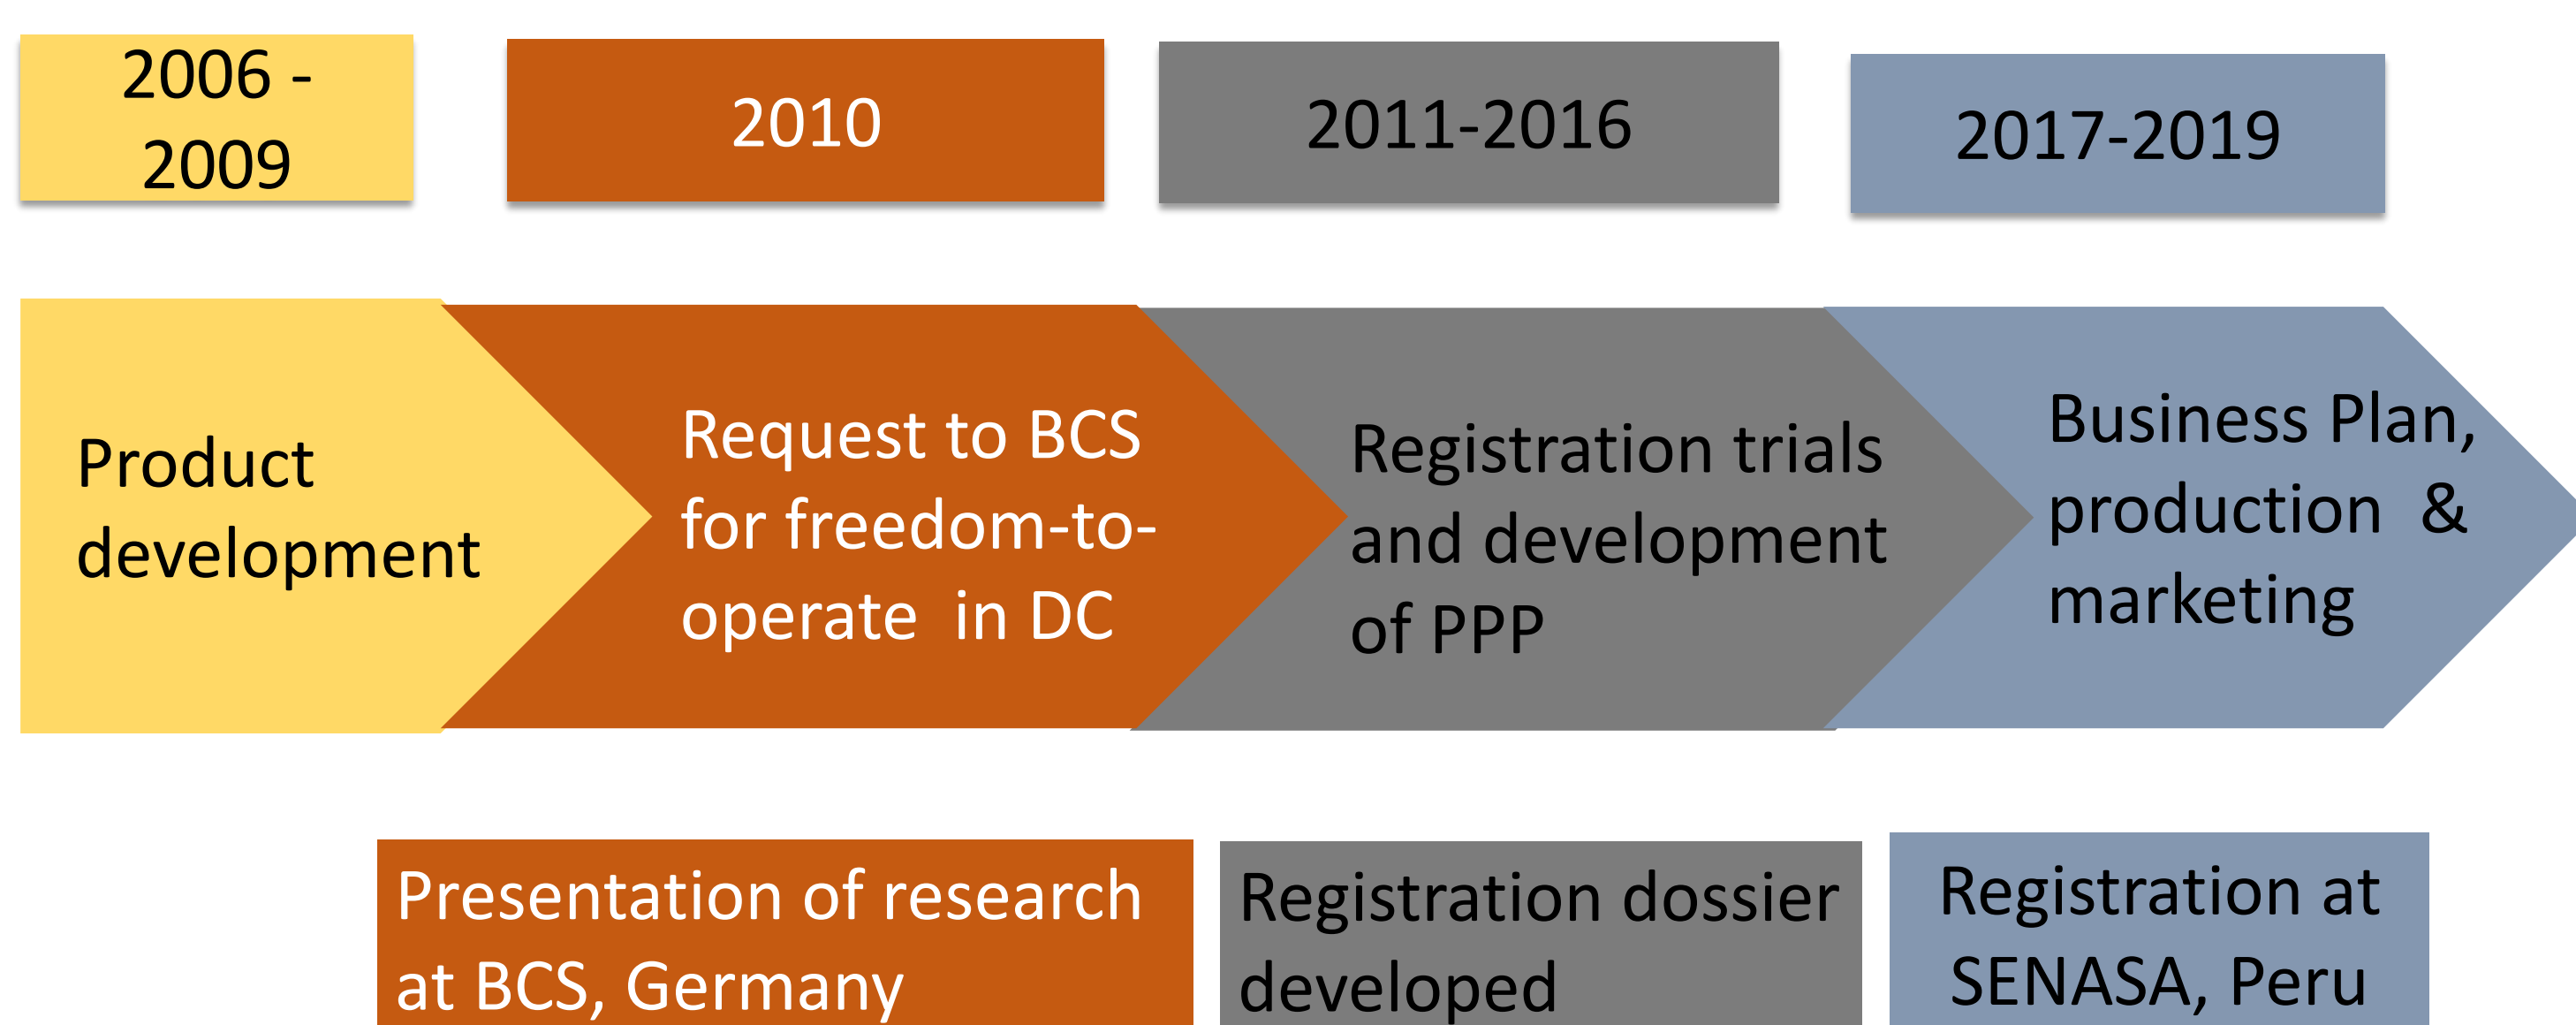 2006 -
2009
2010
2011-2016
2017-2019
Product
development
Request to BCS
for freedom-to-
operate  in DC
Registration trials
and development
of PPP
Business Plan,
production  &
marketing
Presentation of research
at BCS, Germany
Registration dossier
developed
Registration at
SENASA, Peru